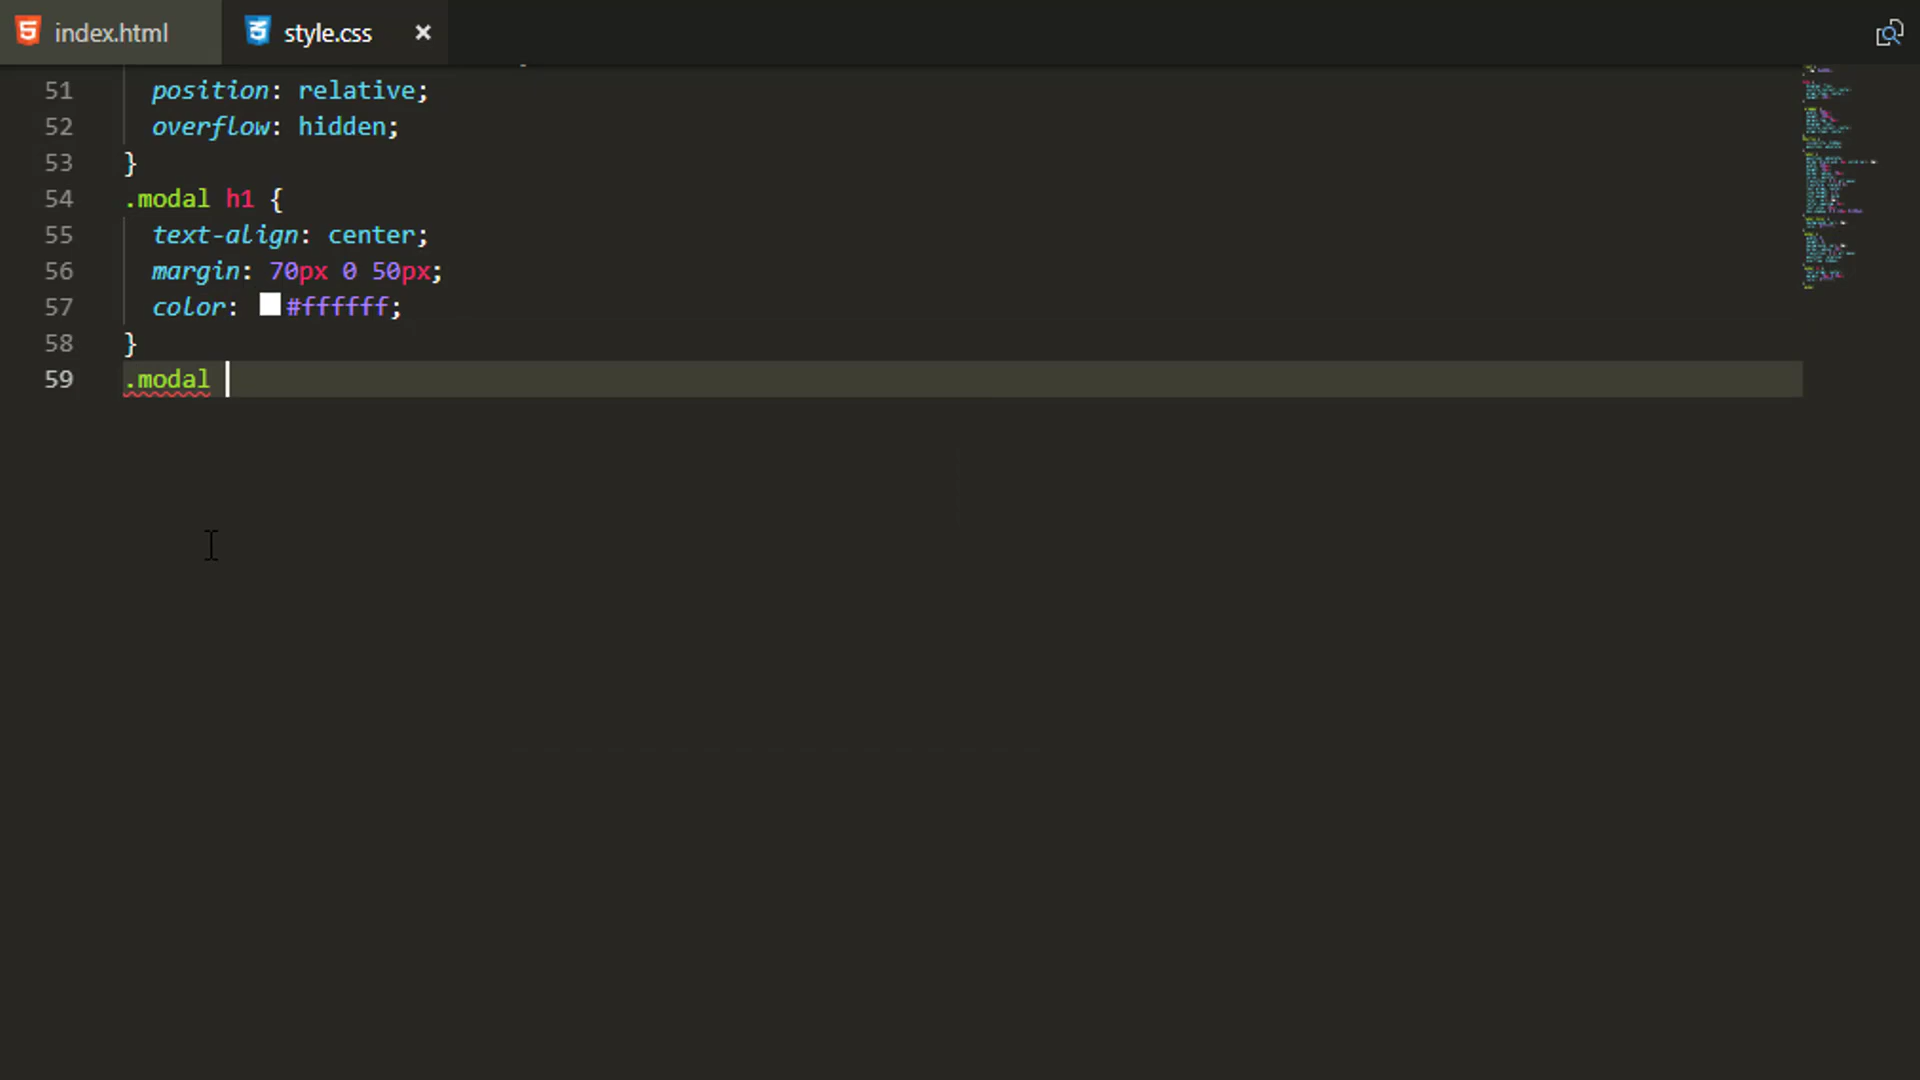 index.html style.css ×
51 position: relative;
52 overflow: hidden;
53 }
54 .modal h1 {
55 text-align: center;
56 margin: 70px 0 50px;
57 color: #ffffff;
58 }
59 .modal